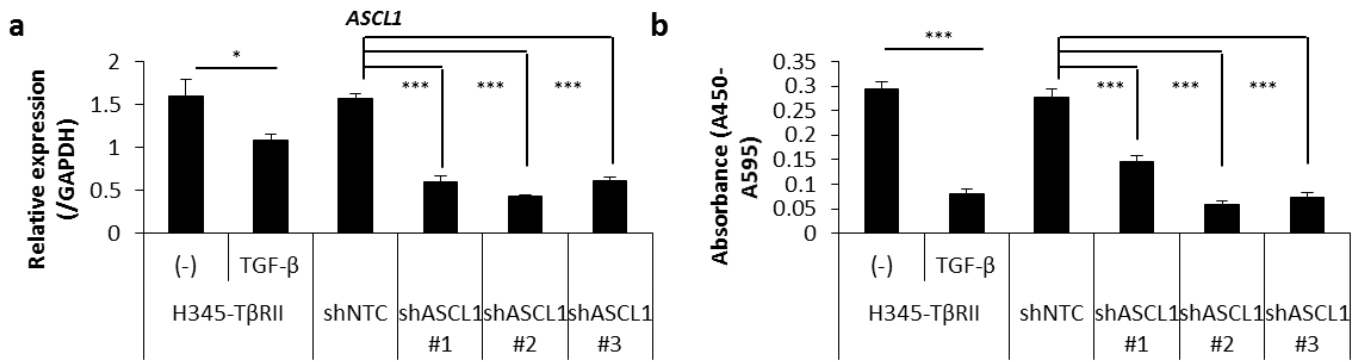 a
ASCL1
Relative expression
(/GAPDH)
2
1.5
1
0.5
0
*
***
***
***
(-)
TGF-β
H345-TβRII
shNTC
shASCL1
#1
shASCL1
#2
shASCL1
#3
b
Absorbance (A450-
A595)
0.35
0.3
0.25
0.2
0.15
0.1
0.05
0
***
***
***
***
(-)
TGF-β
H345-TβRII
shNTC
shASCL1
#1
shASCL1
#2
shASCL1
#3